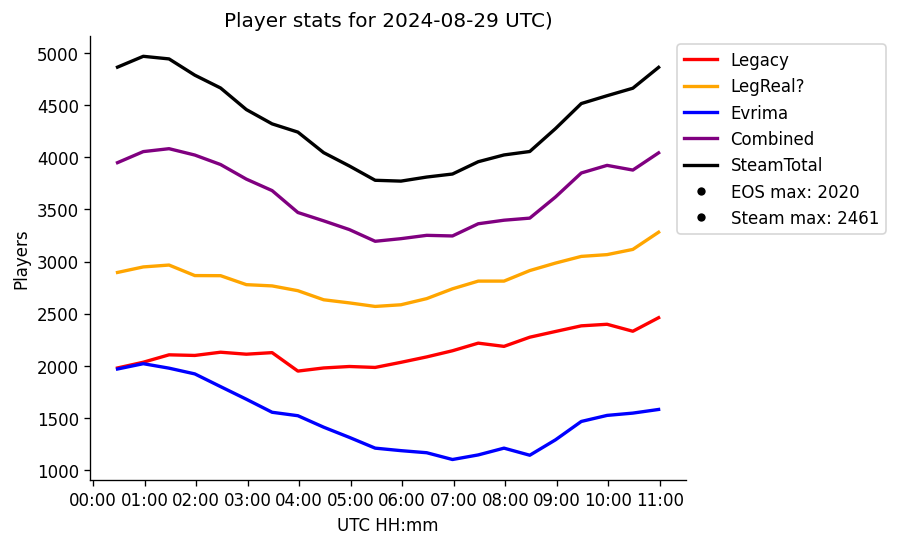 Player stats for 2024-08-29 UTC)
Players
5000
4500
4000
3500
3000
2500
2000
1500
1000
00:00 01:00 02:00 03:00 04:00 05:00 06:00 07:00 08:00 09:00 10:00 11:00
UTC HH:mm
Legacy
LegReal?
Evrima
Combined
SteamTotal
EOS max: 2020
Steam max: 2461